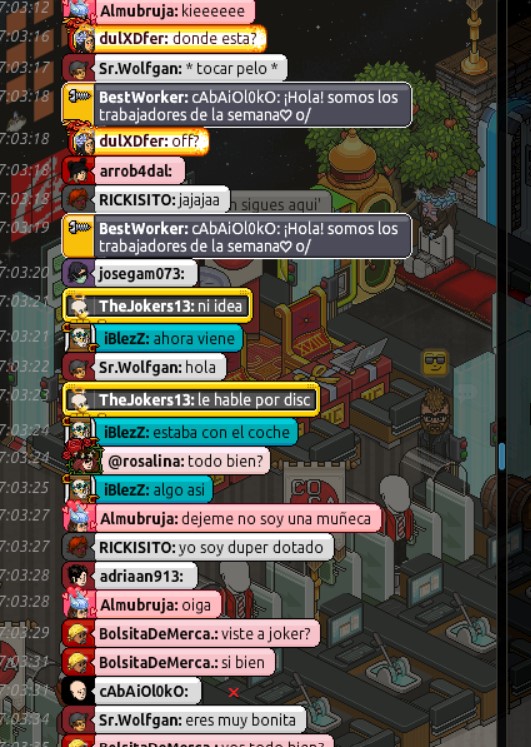 7:03:12 Almubruja: kieeeeee
7:03:16 dulXDfer: donde esta?
7:03:17 Sr.Wolfgan: * tocar pelo *
7:03:18 BestWorker: cAbAiOl0kO: ¡Hola! somos los
trabajadores de la semana♡ o/
7:03:18 dulXDfer: off?
7:03:18 arrob4dal:
7:03:18 RICKISITO: jajajaa
n sigues aqui'
7:03:19 BestWorker: cAbAiOl0kO: ¡Hola! somos los
trabajadores de la semana♡ o/
7:03:20 josegam073:
7:03:21 TheJokers13: ni idea
7:03:21 iBlezZ: ahora viene
7:03:22 Sr.Wolfgan: hola
7:03:23 TheJokers13: le hable por disc
7:03:24 iBlezZ: estaba con el coche
7:03:24 @rosalina: todo bien?
7:03:25 iBlezZ: algo asi
7:03:27 Almubruja: dejeme no soy una muñeca
7:03:27 RICKISITO: yo soy duper dotado
7:03:28 adriaan913:
7:03:28 Almubruja: oiga
7:03:29 BolsitaDeMerca.: viste a joker?
7:03:31 BolsitaDeMerca.: si bien
7:03:31 cAbAiOl0kO:
7:03:34 Sr.Wolfgan: eres muy bonita
BolsitaDeMerca.: vos todo bien?